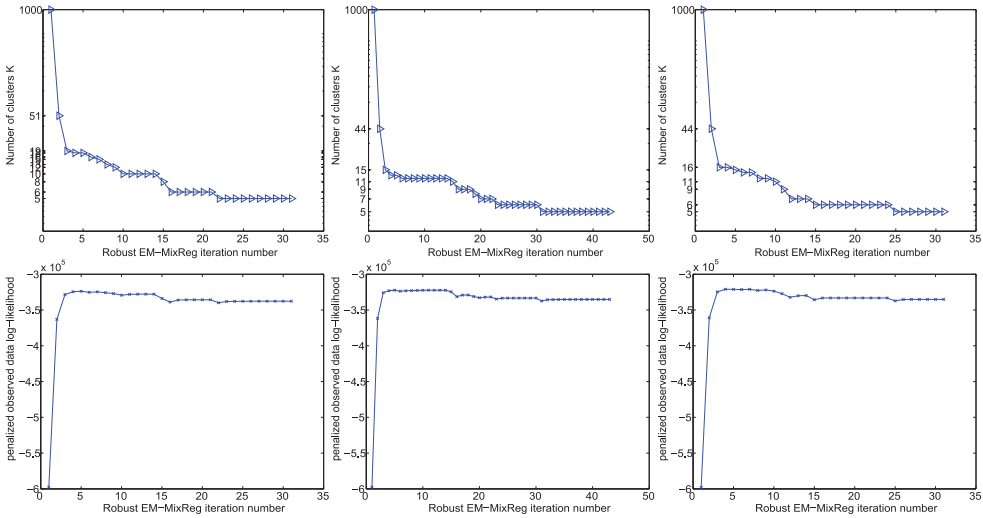 1000
51
18
10
8
6
5
0 5 10 15 20 25 30 35
Number of clusters K
Robust EM−MixReg iteration number
1000
44
15
11
9
7
6
5
0 10 20 30 40 50
Number of clusters K
Robust EM−MixReg iteration number
1000
44
16
11
9
6
5
0 5 10 15 20 25 30 35
Number of clusters K
Robust EM−MixReg iteration number
x 10^5
−3
−3.5
−4
−4.5
−5
−5.5
−6
0 5 10 15 20 25 30 35
penalized observed data log−likelihood
Robust EM−MixReg iteration number
x 10^5
−3
−3.5
−4
−4.5
−5
−5.5
−6
0 10 20 30 40 50
penalized observed data log−likelihood
Robust EM−MixReg iteration number
x 10^5
−3
−3.5
−4
−4.5
−5
−5.5
−6
0 5 10 15 20 25 30 35
penalized observed data log−likelihood
Robust EM−MixReg iteration number